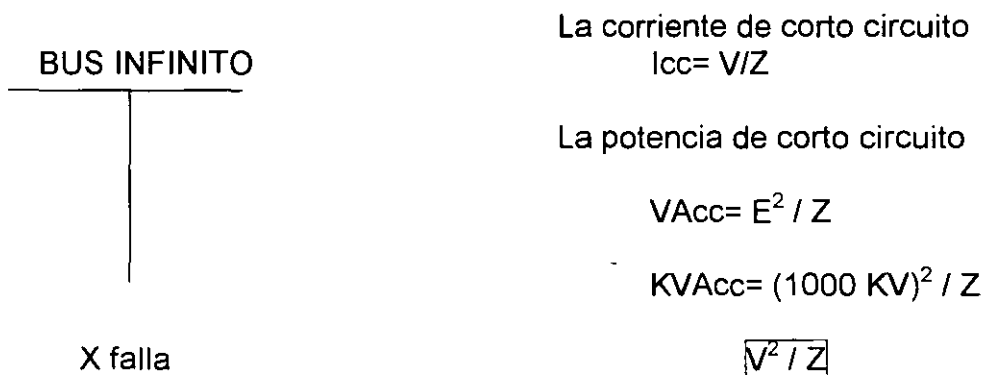 BUS INFINITO
X falla
La corriente de corto circuito
Icc= V/Z
La potencia de corto circuito
VAcc= E² / Z
KVAcc= (1000 KV)² / Z
V² / Z